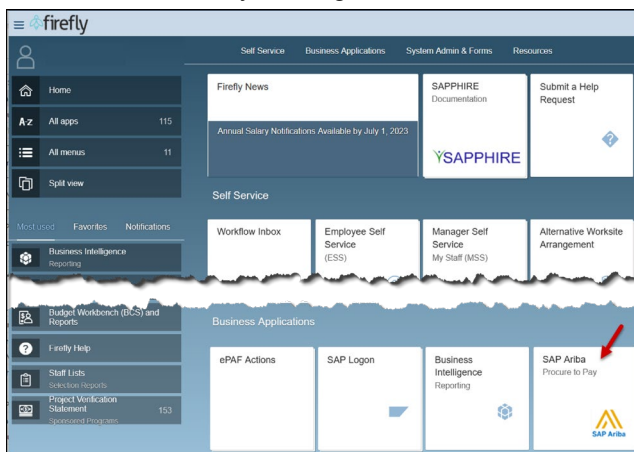 firefly
Self Service Business Applications System Admin & Forms Resources
Home
A-Z All apps 115
All menus 11
Split view
Most used Favorites Notifications
Business Intelligence
Reporting
Budget Workbench (BCS) and
Reports
Firefly Help
Staff Lists
Selection Reports
Project Verification
Statement 153
Sponsored Programs
Firefly News
Annual Salary Notifications Available by July 1, 2023
SAPPHIRE
Documentation
SAPPHIRE
Submit a Help
Request
Self Service
Workflow Inbox
Employee Self
Service
(ESS)
Manager Self
Service
My Staff (MSS)
Alternative Worksite
Arrangement
Business Applications
ePAF Actions
SAP Logon
Business
Intelligence
Reporting
SAP Ariba
Procure to Pay
SAP Ariba